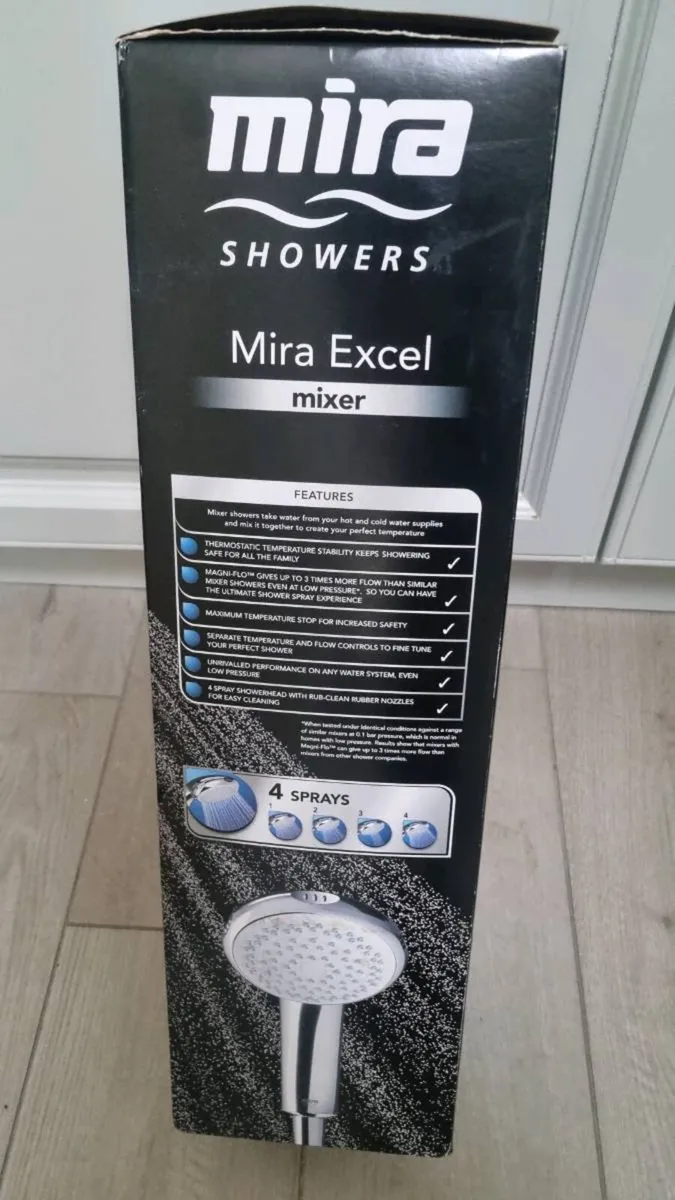 mira
SHOWERS
Mira Excel
mixer
FEATURES
Mixer showers take water from your hot and cold water supplies
and mix it together to create your perfect temperature
THERMOSTATIC TEMPERATURE STABILITY KEEPS SHOWERING
SAFE FOR ALL THE FAMILY
MAGNI-FLO™ GIVES UP TO 3 TIMES MORE FLOW THAN SIMILAR
MIXER SHOWERS EVEN AT LOW PRESSURE*. SO YOU CAN HAVE
THE ULTIMATE SHOWER SPRAY EXPERIENCE
MAXIMUM TEMPERATURE STOP FOR INCREASED SAFETY
SEPARATE TEMPERATURE AND FLOW CONTROLS TO FINE TUNE
YOUR PERFECT SHOWER
UNRIVALLED PERFORMANCE ON ANY WATER SYSTEM, EVEN
LOW PRESSURE
4 SPRAY SHOWERHEAD WITH RUB-CLEAN RUBBER NOZZLES
FOR EASY CLEANING
*When tested under identical conditions against a range
of similar mixers at 0.1 bar pressure, which is normal in
homes with low pressure. Results show that mixers with
Magni-Flo™ can give up to 3 times more flow than
mixers from other shower companies.
4 SPRAYS
1 2 3 4